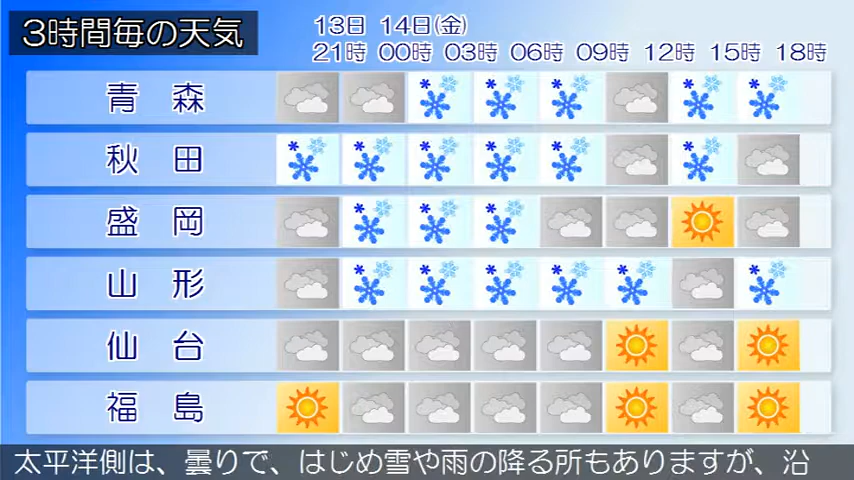 3時間毎の天気
13日 14日(金)
21時 00時 03時 06時 09時 12時 15時 18時
青森
秋田
盛岡
山形
仙台
福島
太平洋側は、曇りで、はじめ雪や雨の降る所もありますが、沿